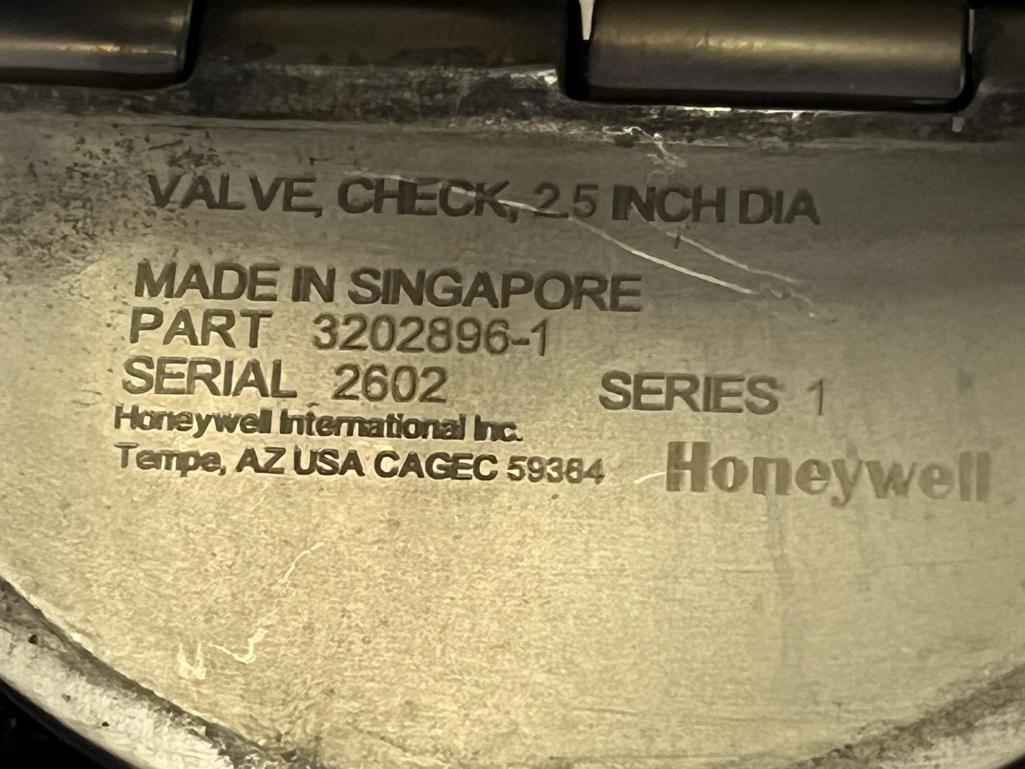 VALVE, CHECK, 2.5 INCH DIA
MADE IN SINGAPORE
PART 3202896-1
SERIAL 2602 SERIES 1
Honeywell International Inc.
Tempe, AZ USA CAGEC 59364
Honeywell